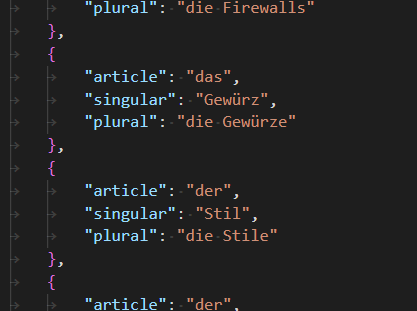 "plural": "die Firewalls"
},
{
"article": "das",
"singular": "Gewürz",
"plural": "die Gewürze"
},
{
"article": "der",
"singular": "Stil",
"plural": "die Stile"
},
{
"article": "der",